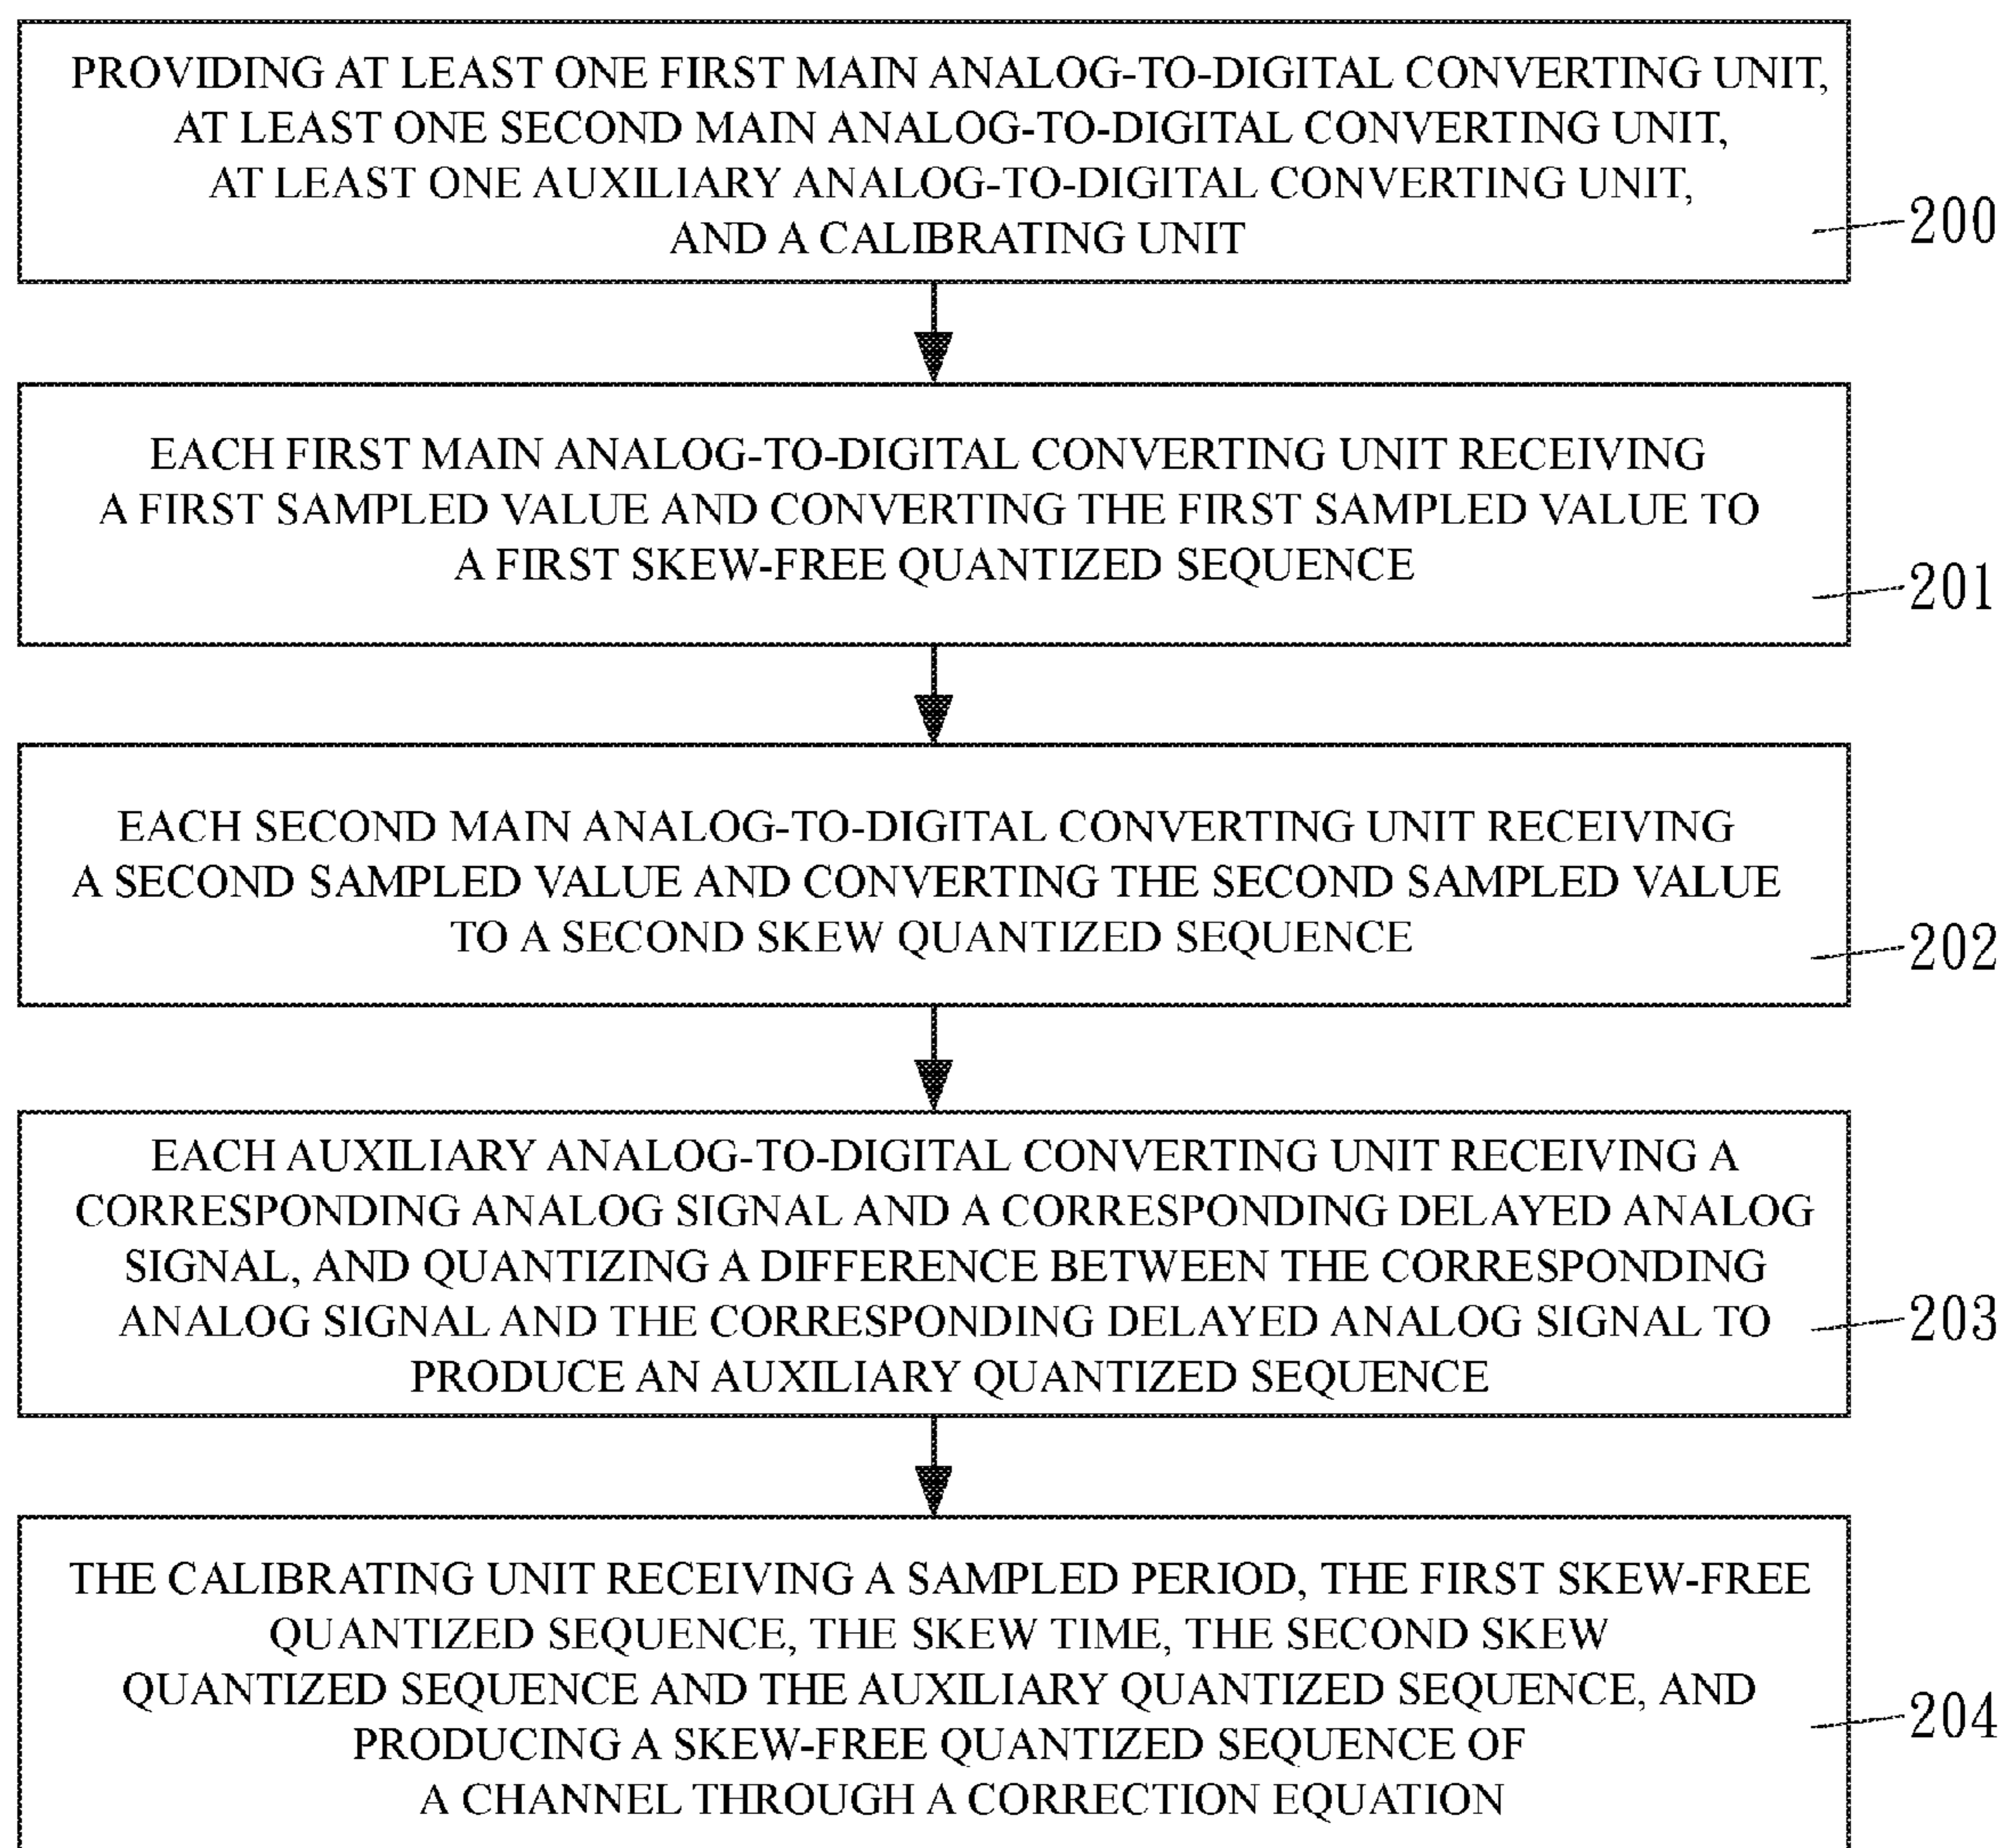 PROVIDING AT LEAST ONE FIRST MAIN ANALOG-TO-DIGITAL CONVERTING UNIT,
AT LEAST ONE SECOND MAIN ANALOG-TO-DIGITAL CONVERTING UNIT,
AT LEAST ONE AUXILIARY ANALOG-TO-DIGITAL CONVERTING UNIT,
AND A CALIBRATING UNIT
200
EACH FIRST MAIN ANALOG-TO-DIGITAL CONVERTING UNIT RECEIVING
A FIRST SAMPLED VALUE AND CONVERTING THE FIRST SAMPLED VALUE TO
A FIRST SKEW-FREE QUANTIZED SEQUENCE
201
EACH SECOND MAIN ANALOG-TO-DIGITAL CONVERTING UNIT RECEIVING
A SECOND SAMPLED VALUE AND CONVERTING THE SECOND SAMPLED VALUE
TO A SECOND SKEW QUANTIZED SEQUENCE
202
EACH AUXILIARY ANALOG-TO-DIGITAL CONVERTING UNIT RECEIVING A
CORRESPONDING ANALOG SIGNAL AND A CORRESPONDING DELAYED ANALOG
SIGNAL, AND QUANTIZING A DIFFERENCE BETWEEN THE CORRESPONDING
ANALOG SIGNAL AND THE CORRESPONDING DELAYED ANALOG SIGNAL TO
PRODUCE AN AUXILIARY QUANTIZED SEQUENCE
203
THE CALIBRATING UNIT RECEIVING A SAMPLED PERIOD, THE FIRST SKEW-FREE
QUANTIZED SEQUENCE, THE SKEW TIME, THE SECOND SKEW
QUANTIZED SEQUENCE AND THE AUXILIARY QUANTIZED SEQUENCE, AND
PRODUCING A SKEW-FREE QUANTIZED SEQUENCE OF
A CHANNEL THROUGH A CORRECTION EQUATION
204